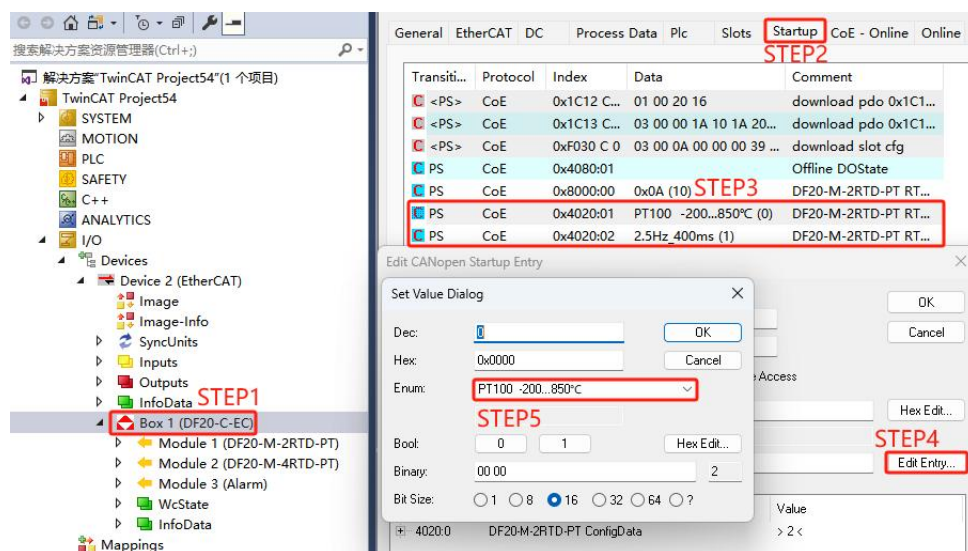 搜索解决方案资源管理器(Ctrl+;)
解决方案"TwinCAT Project54"(1 个项目)
TwinCAT Project54
SYSTEM
MOTION
PLC
SAFETY
C++
ANALYTICS
I/O
Devices
Device 2 (EtherCAT)
Image
Image-Info
SyncUnits
Inputs
Outputs
InfoData
STEP1
Box 1 (DF20-C-EC)
Module 1 (DF20-M-2RTD-PT)
Module 2 (DF20-M-4RTD-PT)
Module 3 (Alarm)
WcState
InfoData
Mappings
General EtherCAT DC Process Data Plc Slots Startup CoE - Online Online
STEP2
Transiti... Protocol Index Data Comment
C <PS> CoE 0x1C12 C... 01 00 20 16 download pdo 0x1C1...
C <PS> CoE 0x1C13 C... 03 00 00 1A 10 1A 20... download pdo 0x1C1...
C <PS> CoE 0xF030 C 0 03 00 0A 00 00 00 39 ... download slot cfg
C PS CoE 0x4080:01 Offline DOState
C PS CoE 0x8000:00 0x0A (10) DF20-M-2RTD-PT RT...
STEP3
C PS CoE 0x4020:01 PT100 -200...850℃ (0) DF20-M-2RTD-PT RT...
C PS CoE 0x4020:02 2.5Hz_400ms (1) DF20-M-2RTD-PT RT...
Edit CANopen Startup Entry
OK
Cancel
Access
Hex Edit...
STEP4
Edit Entry...
Set Value Dialog
Dec: 0 OK
Hex: 0x0000 Cancel
Enum: PT100 -200...850℃
STEP5
Bool: 0 1 Hex Edit...
Binary: 00 00 2
Bit Size: 1 8 16 32 64 ?
Value
4020:0 DF20-M-2RTD-PT ConfigData > 2 <